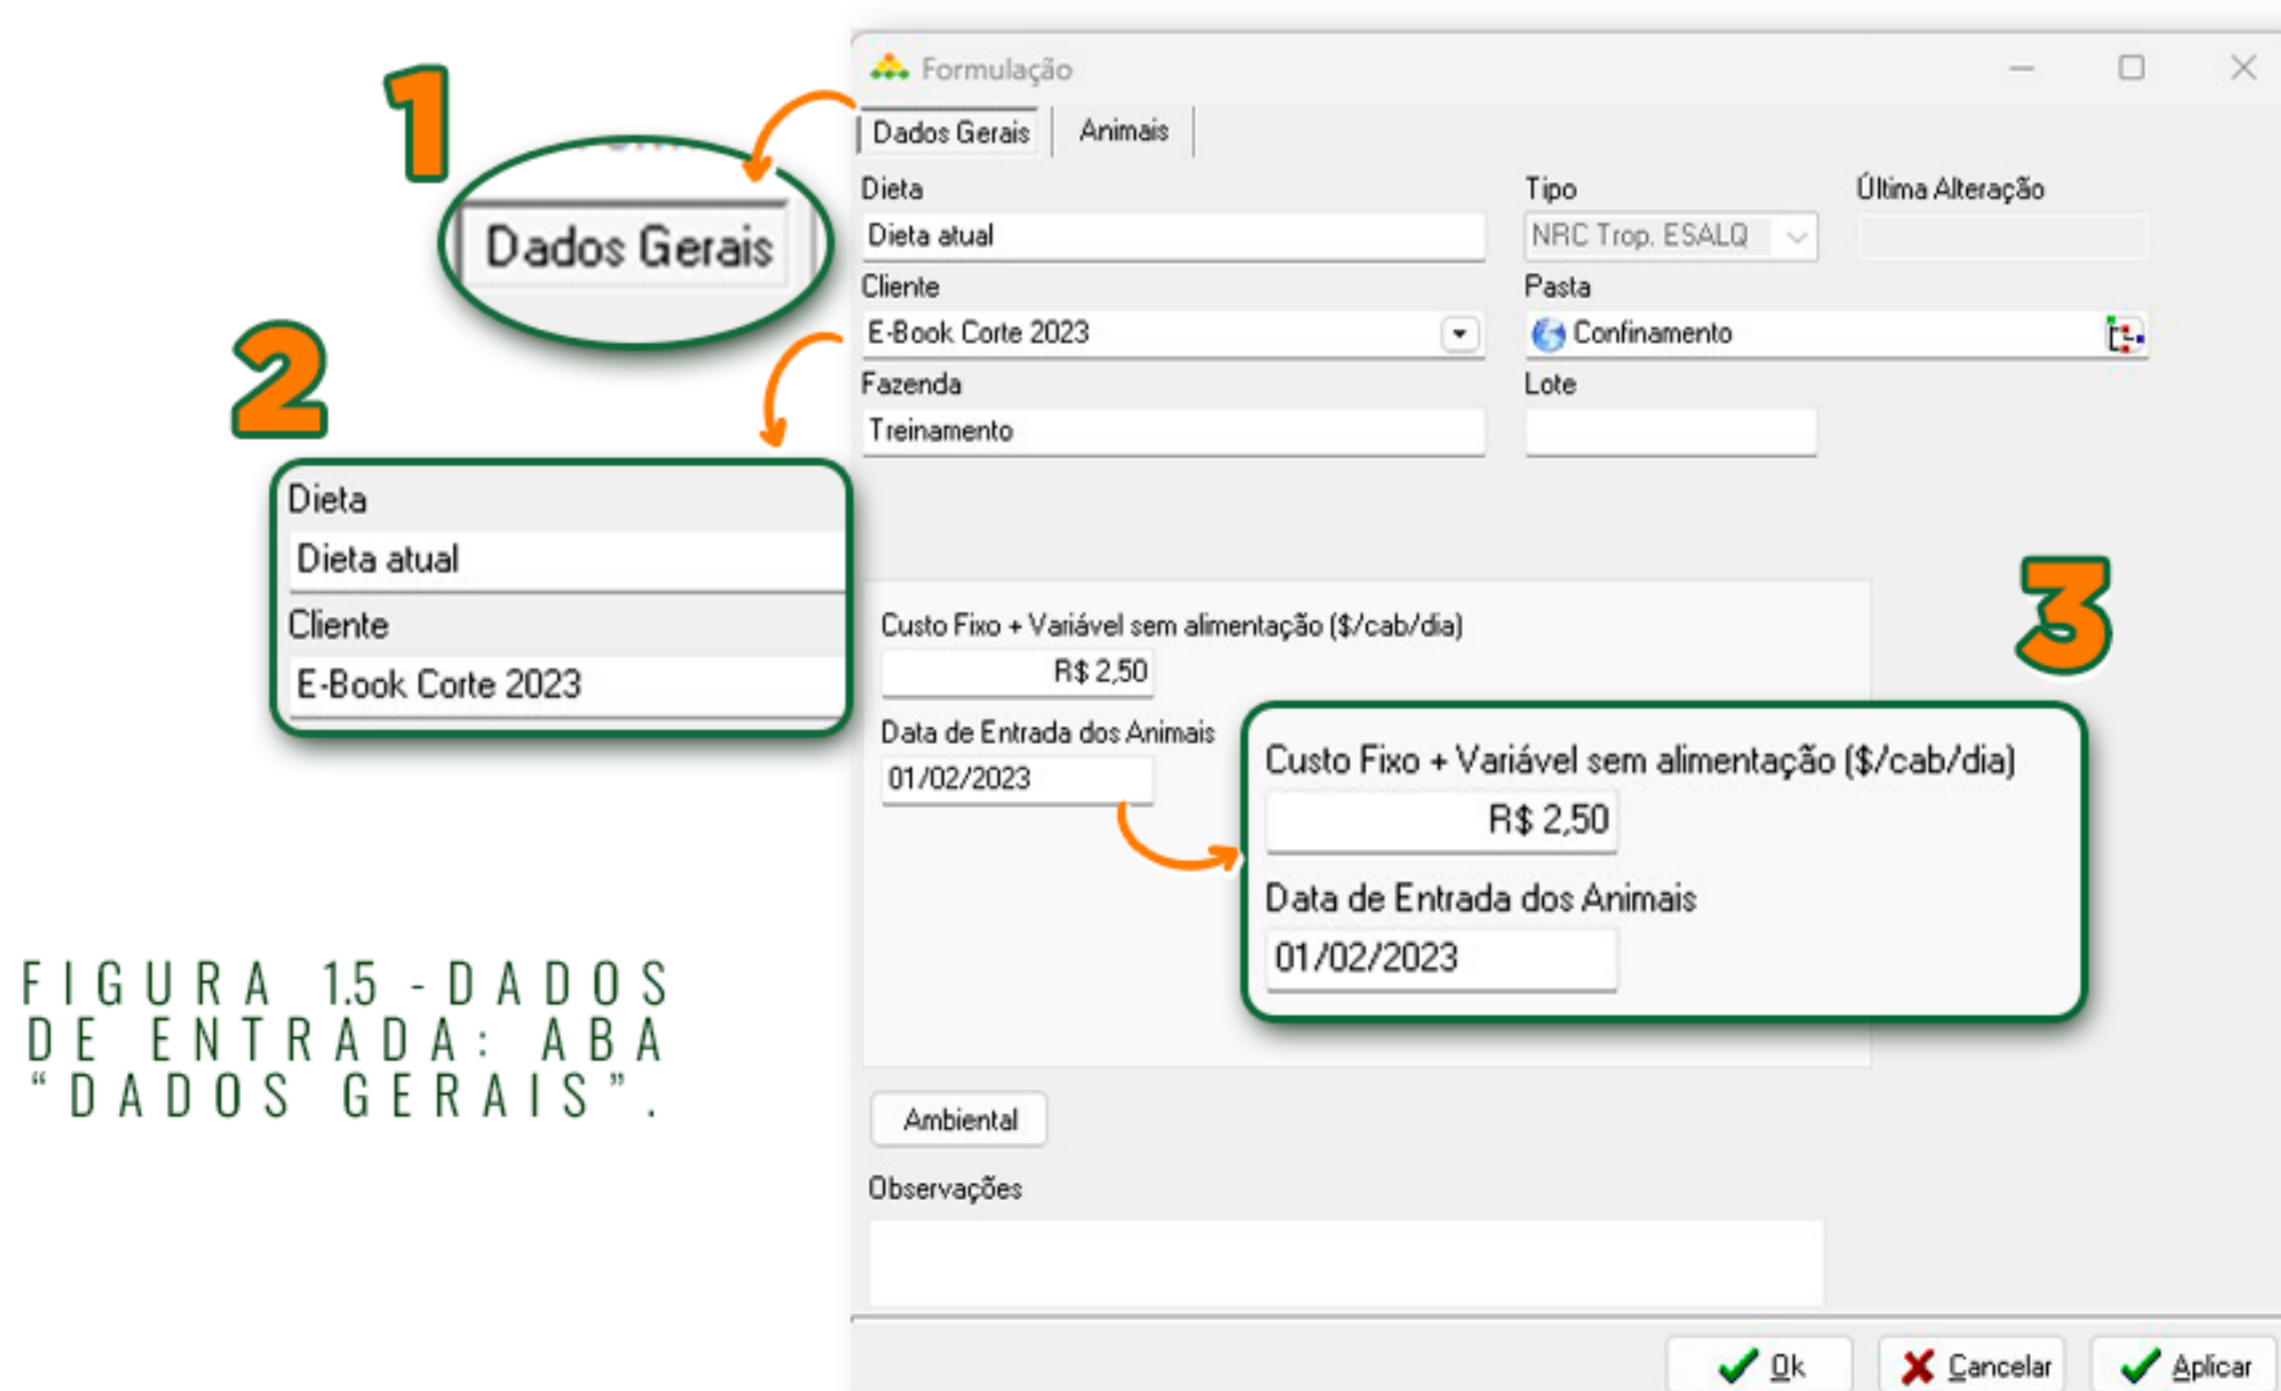 1
Dados Gerais
2
Dieta
Dieta atual
Cliente
E-Book Corte 2023
FIGURA 1.5 - DADOS
DE ENTRADA: ABA
“DADOS GERAIS”.
Formulação
Dados Gerais Animais
Dieta Tipo Última Alteração
Dieta atual NRC Trop. ESALQ
Cliente Pasta
E-Book Corte 2023 Confinamento
Fazenda Lote
Treinamento
3
Custo Fixo + Variável sem alimentação ($/cab/dia)
R$ 2,50
Data de Entrada dos Animais
01/02/2023
Custo Fixo + Variável sem alimentação ($/cab/dia)
R$ 2,50
Data de Entrada dos Animais
01/02/2023
Ambiental
Observações
Ok Cancelar Aplicar